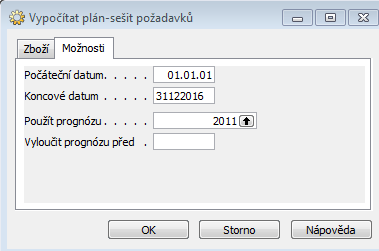 Vypočítat plán-sešit požadavků
Zboží Možnosti
Počáteční datum. . . . . 01.01.01
Koncové datum . . . . . 31122016
Použít prognózu . . . . . 2011
Vyloučit prognózu před .
OK Storno Nápověda